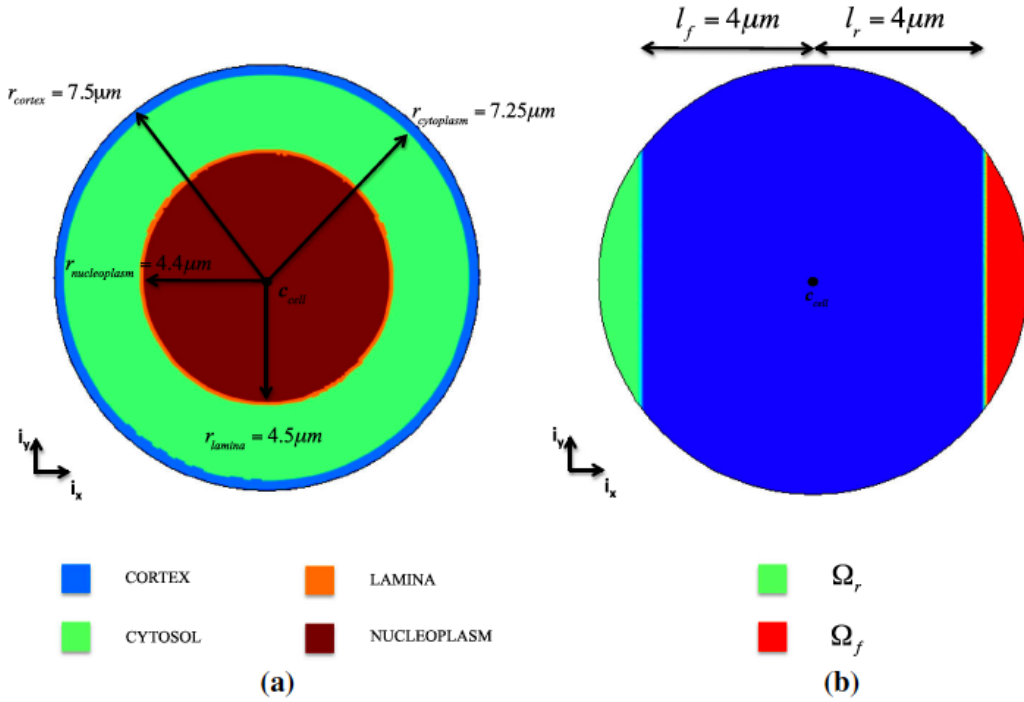 l_f = 4μm
l_r = 4μm
r_cortex = 7.5μm
r_cytoplasm = 7.25μm
r_nucleoplasm = 4.4μm
c_cell
c_cell
r_lamina = 4.5μm
i_y
i_x
i_y
i_x
CORTEX
LAMINA
Ω_r
CYTOSOL
NUCLEOPLASM
Ω_f
(a)
(b)